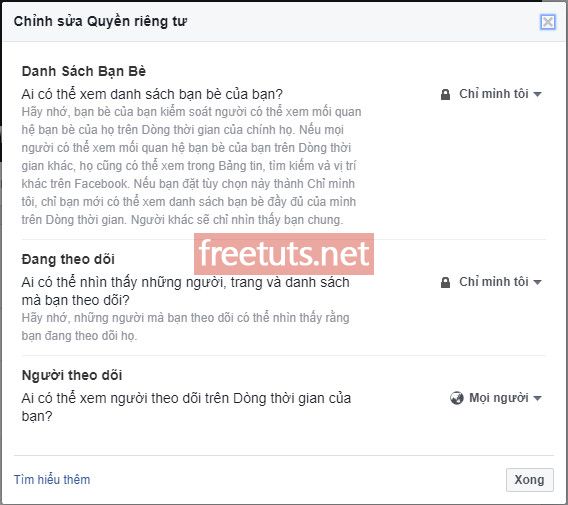 Chỉnh sửa Quyền riêng tư
Danh Sách Bạn Bè
Ai có thể xem danh sách bạn bè của bạn?
Chỉ mình tôi
Hãy nhớ, bạn bè của bạn kiểm soát người có thể xem mối quan
hệ bạn bè của họ trên Dòng thời gian của chính họ. Nếu mọi
người có thể xem mối quan hệ bạn bè của bạn trên Dòng thời
gian khác, họ cũng có thể xem trong Bảng tin, tìm kiếm và vị trí
khác trên Facebook. Nếu bạn đặt tùy chọn này thành Chỉ mình
tôi, chỉ bạn mới có thể xem danh sách bạn bè đầy đủ của mình
trên Dòng thời gian. Người khác sẽ chỉ nhìn thấy bạn chung.
freetuts.net
Đang theo dõi
Ai có thể nhìn thấy những người, trang và danh sách
mà bạn theo dõi?
Chỉ mình tôi
Hãy nhớ, những người mà bạn theo dõi có thể nhìn thấy rằng
bạn đang theo dõi họ.
Người theo dõi
Ai có thể xem người theo dõi trên Dòng thời gian của
bạn?
Mọi người
Tìm hiểu thêm
Xong